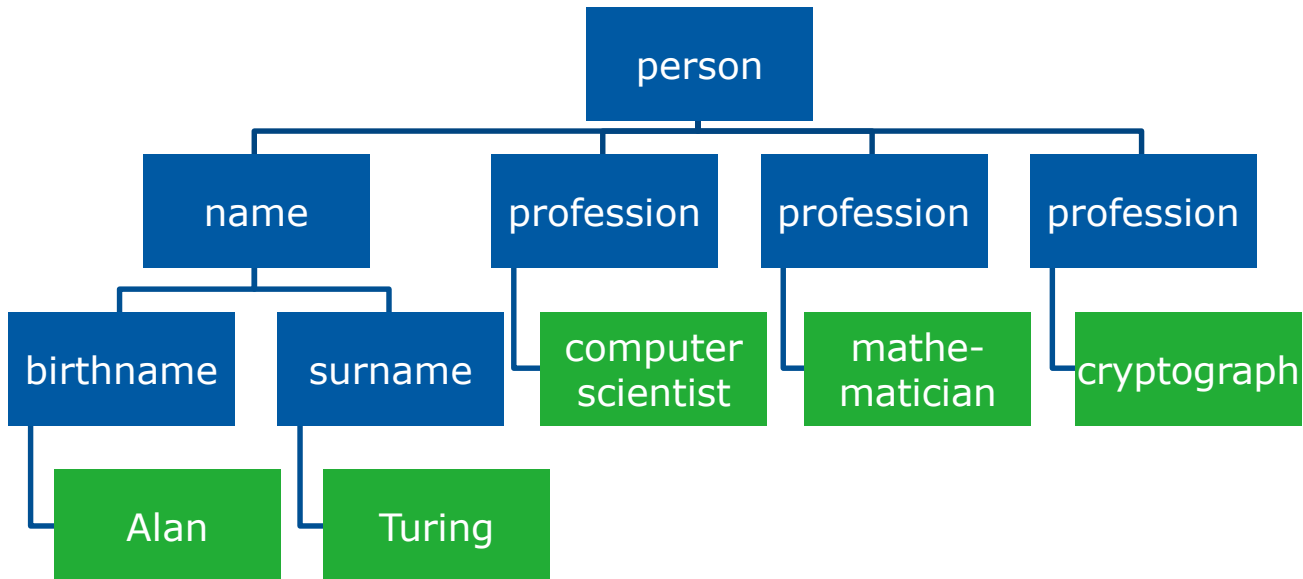 person
name
profession
profession
profession
birthname
surname
computer
scientist
mathe-
matician
cryptograph
Alan
Turing